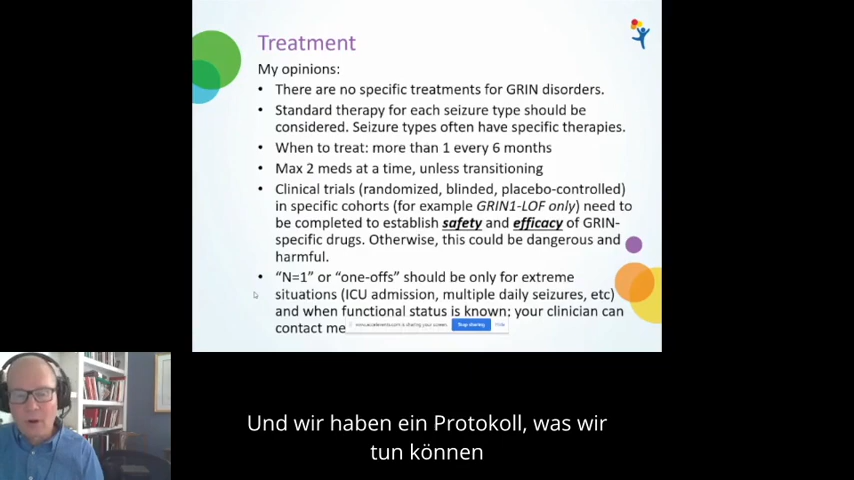 Treatment
My opinions:
• There are no specific treatments for GRIN disorders.
• Standard therapy for each seizure type should be
considered. Seizure types often have specific therapies.
• When to treat: more than 1 every 6 months
• Max 2 meds at a time, unless transitioning
• Clinical trials (randomized, blinded, placebo-controlled)
in specific cohorts (for example GRIN1-LOF only) need to
be completed to establish safety and efficacy of GRIN-
specific drugs. Otherwise, this could be dangerous and
harmful.
• “N=1” or “one-offs” should be only for extreme
situations (ICU admission, multiple daily seizures, etc)
and when functional status is known; your clinician can
contact me
is sharing your screen.
Stop sharing
Hide
Und wir haben ein Protokoll, was wir
tun können